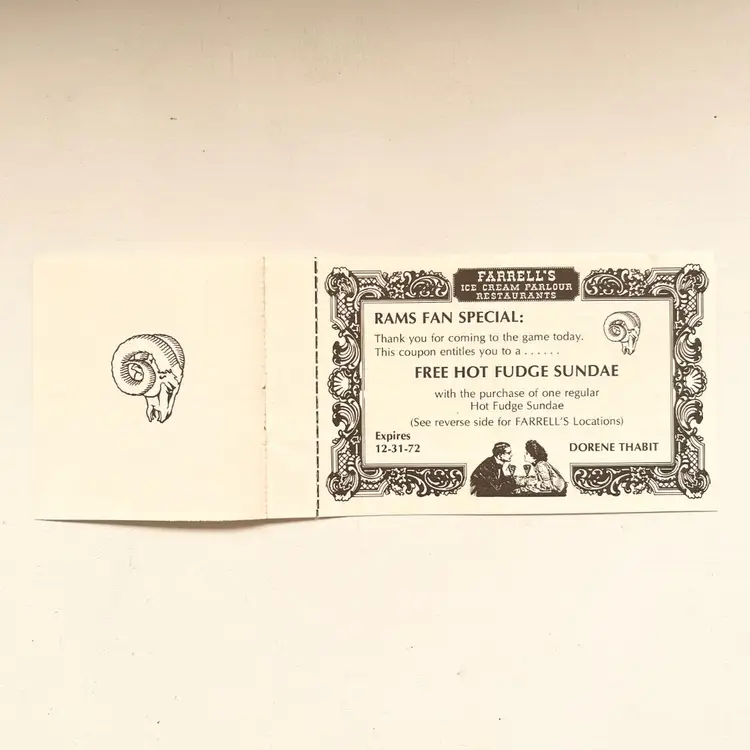 FARRELL'S
ICE CREAM PARLOUR
RESTAURANTS
RAMS FAN SPECIAL:
Thank you for coming to the game today.
This coupon entitles you to a . . . . . .
FREE HOT FUDGE SUNDAE
with the purchase of one regular
Hot Fudge Sundae
(See reverse side for FARRELL'S Locations)
Expires
12-31-72
DORENE THABIT